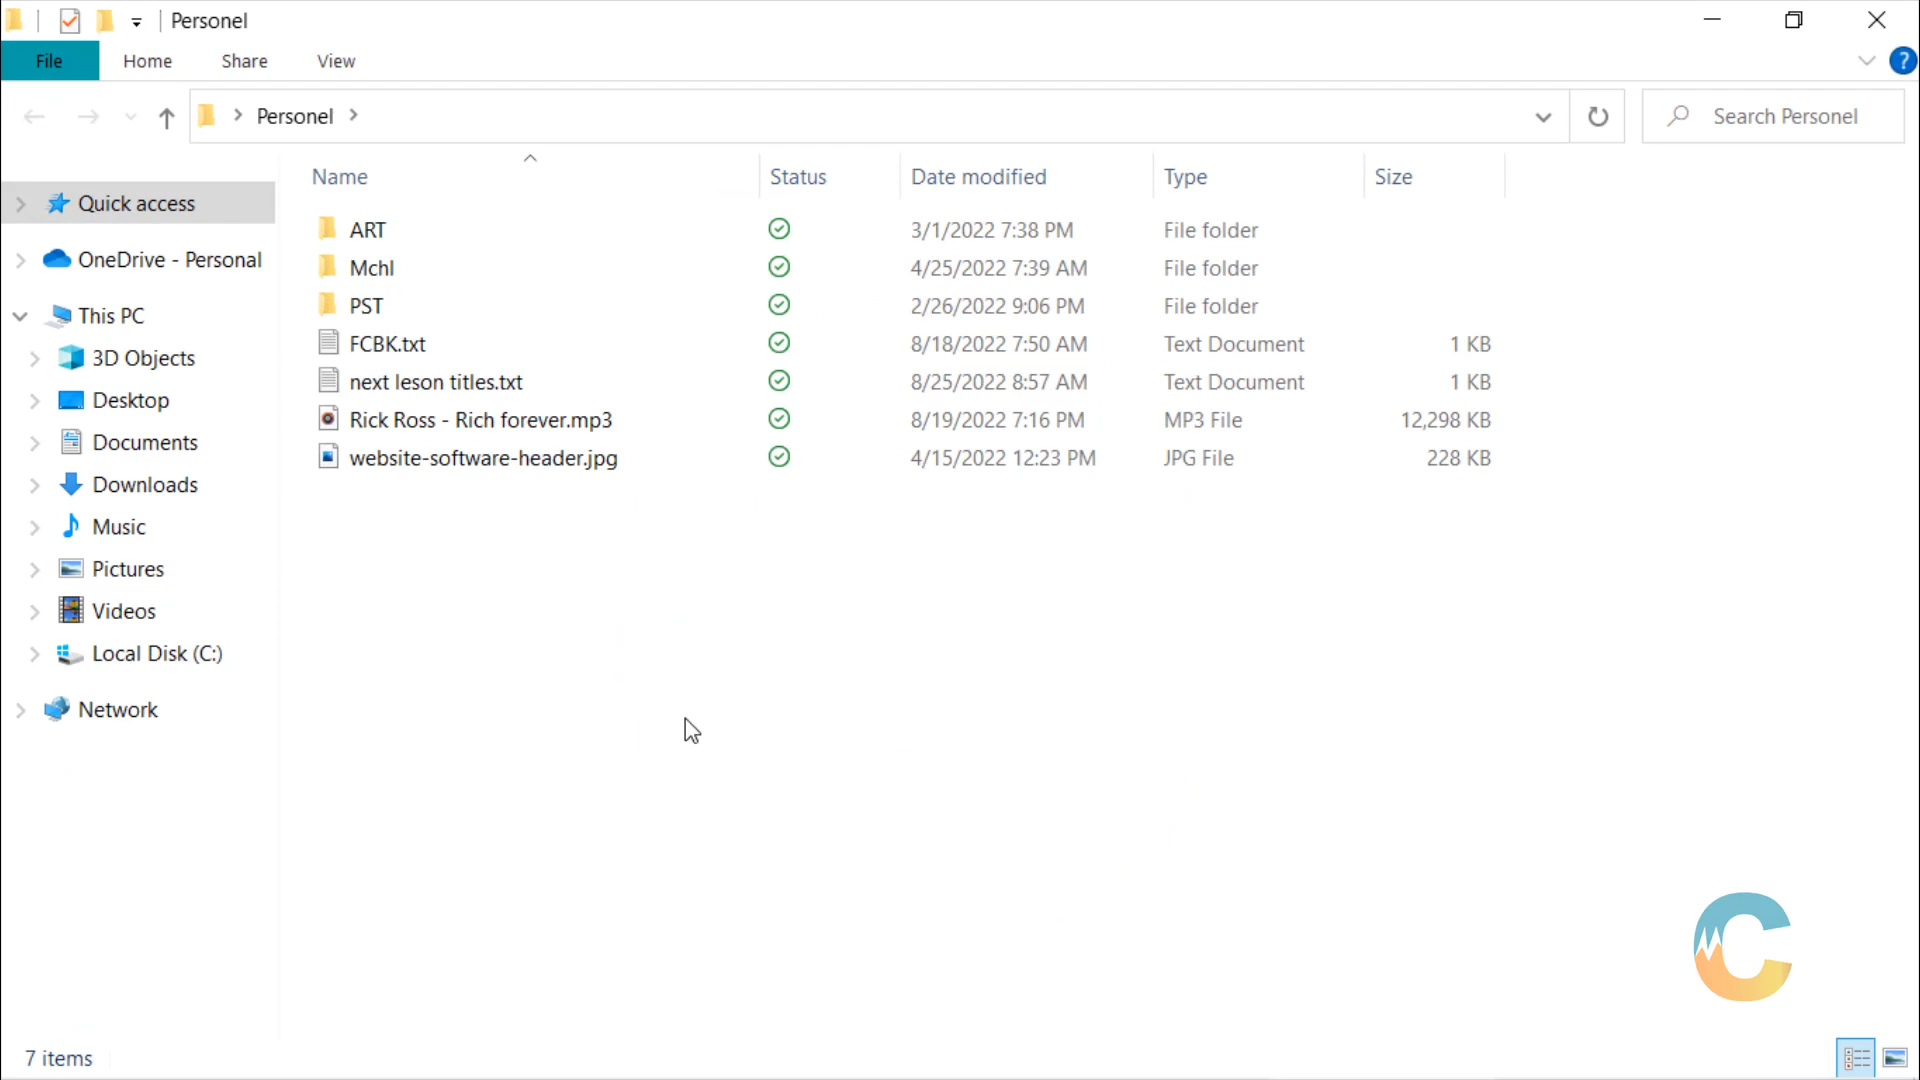 Personel
File Home Share View
?
Personel
Search Personel
Name Status Date modified Type Size
Quick access
OneDrive - Personal
This PC
3D Objects
Desktop
Documents
Downloads
Music
Pictures
Videos
Local Disk (C:)
Network
ART 3/1/2022 7:38 PM File folder
Mchl 4/25/2022 7:39 AM File folder
PST 2/26/2022 9:06 PM File folder
FCBK.txt 8/18/2022 7:50 AM Text Document 1 KB
next leson titles.txt 8/25/2022 8:57 AM Text Document 1 KB
Rick Ross - Rich forever.mp3 8/19/2022 7:16 PM MP3 File 12,298 KB
website-software-header.jpg 4/15/2022 12:23 PM JPG File 228 KB
C
7 items